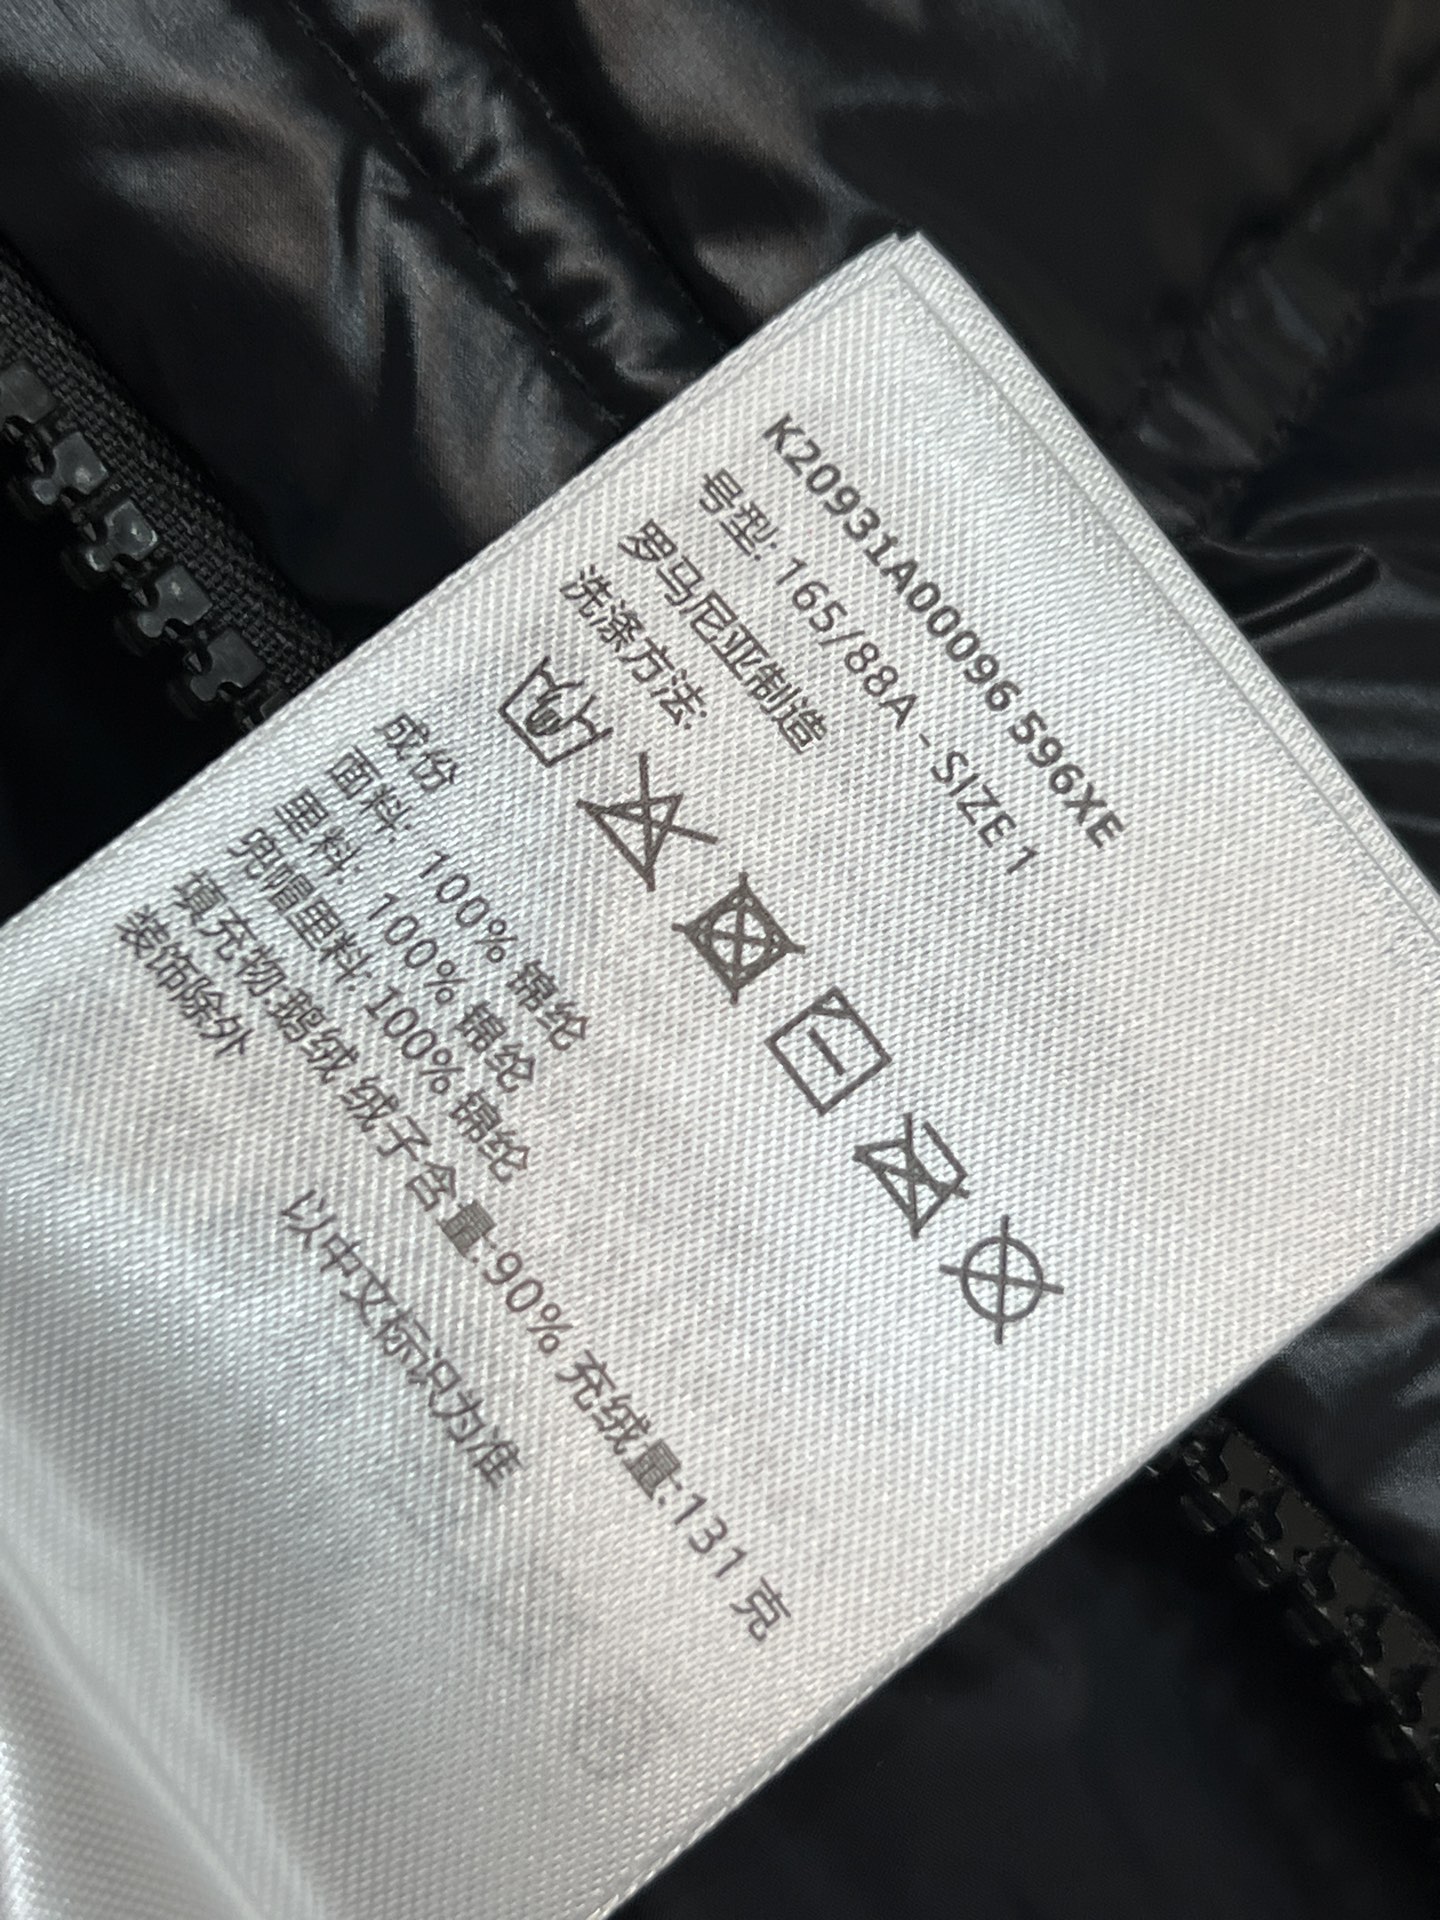 K20931A00096 596XE
号型: 165/88A - SIZE 1
罗马尼亚制造
洗涤方法:
成份
面料: 100% 锦纶
里料: 100% 锦纶
兜帽里料: 100% 锦纶
填充物:鹅绒 绒子含量:90% 充绒量:131 克
装饰除外
以中文标识为准